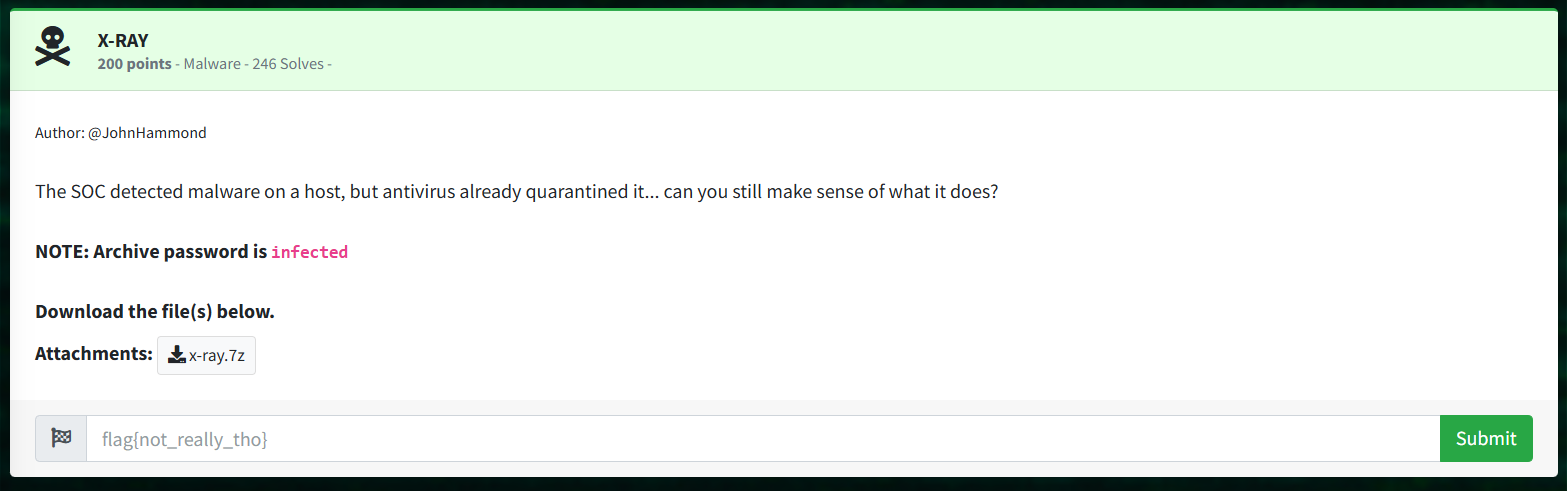 X-RAY
200 points - Malware - 246 Solves -
Author: @JohnHammond
The SOC detected malware on a host, but antivirus already quarantined it... can you still make sense of what it does?
NOTE: Archive password is infected
Download the file(s) below.
Attachments: x-ray.7z
flag{not_really_tho}
Submit